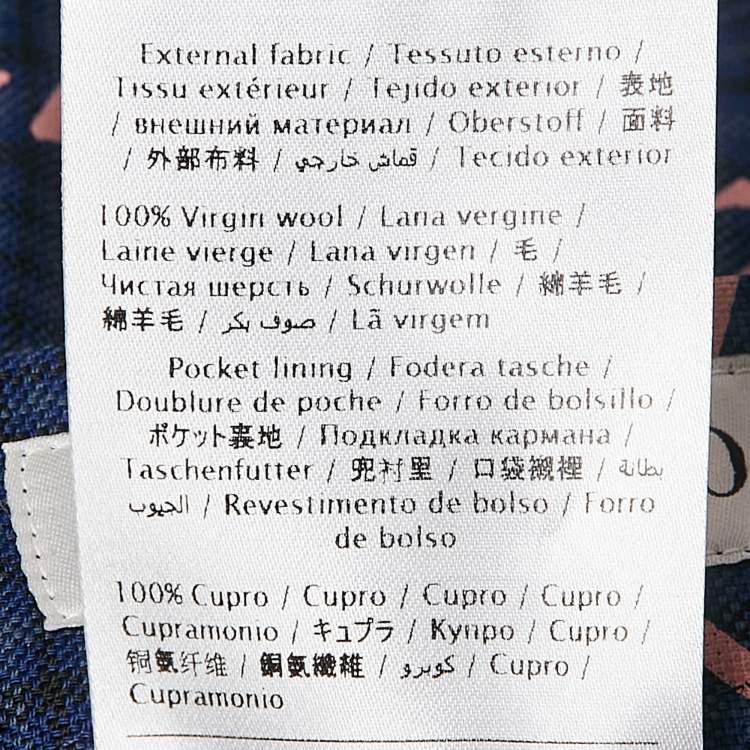 External fabric / Tessuto esterno /
Tissu extérieur / Tejido exterior / 表地
/ внешний материал / Oberstoff / 面料
/ 外部布料 / قماش خارجي / Tecido exterior
100% Virgin wool / Lana vergine /
Laine vierge / Lana virgen / 毛 /
Чистая шерсть / Schurwolle / 綿羊毛 /
綿羊毛 / صوف بكر / Lã virgem
Pocket lining / Fodera tasche /
Doublure de poche / Forro de bolsillo /
ポケット裏地 / Подкладка кармана /
Taschenfutter / 兜衬里 / 口袋襯裡 / بطانة
الجيوب / Revestimento de bolso / Forro
de bolso
100% Cupro / Cupro / Cupro / Cupro /
Cupramonio / キュプラ / Купро / Cupro /
铜氨纤维 / 銅氨纖維 / كوبرو / Cupro /
Cupramonio
O